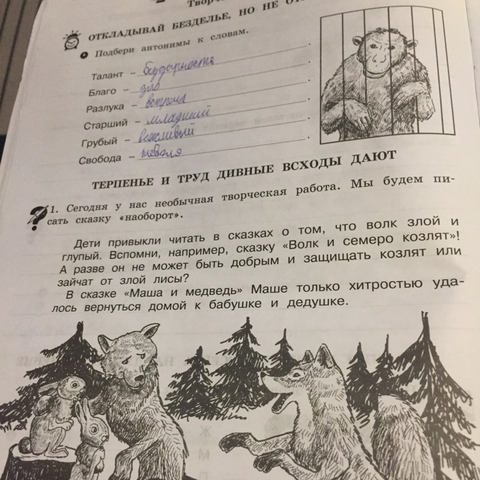 Творч
ОТКЛАДЫВАЙ БЕЗДЕЛЬЕ, НО НЕ ОТ
Подбери антонимы к словам.
Талант – бездарность.
Благо – зло.
Разлука – встреча.
Старший – младший.
Грубый – вежливый.
Свобода – неволя.
ТЕРПЕНЬЕ И ТРУД ДИВНЫЕ ВСХОДЫ ДАЮТ
1. Сегодня у нас необычная творческая работа. Мы будем пи-
сать сказку «наоборот».
Дети привыкли читать в сказках о том, что волк злой и
глупый. Вспомни, например, сказку «Волк и семеро козлят»!
А разве он не может быть добрым и защищать козлят или
зайчат от злой лисы?
В сказке «Маша и медведь» Маше только хитростью уда-
лось вернуться домой к бабушке и дедушке.